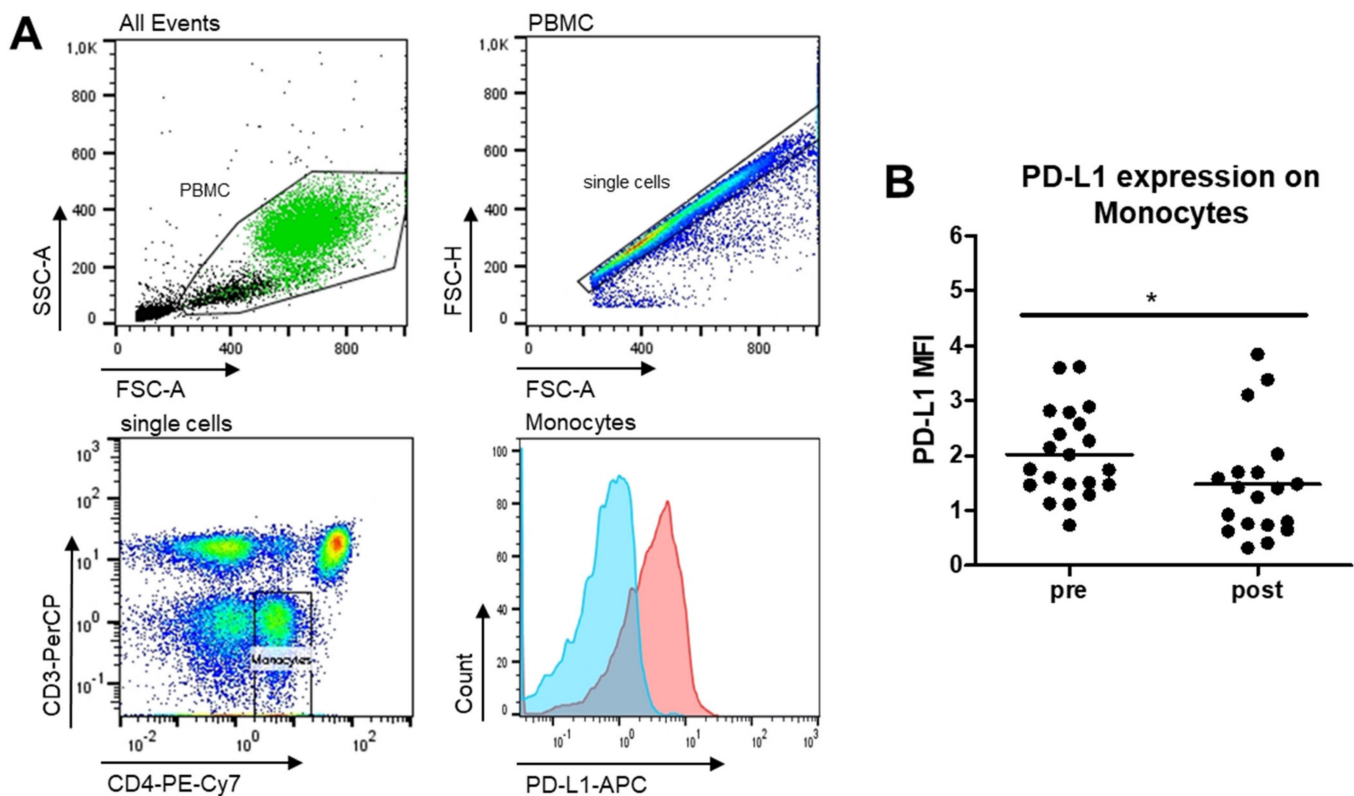 A
All Events
1,0K
800
600
400
200
0
SSC-A
PBMC
0
400
800
FSC-A
PBMC
1,0K
800
600
400
200
0
FSC-H
single cells
0
400
800
FSC-A
single cells
10³
10²
10¹
10⁰
10⁻¹
CD3-PerCP
Monocytes
10⁻²
10⁰
10²
CD4-PE-Cy7
Monocytes
100
80
60
40
20
0
Count
10⁻¹
10⁰
10¹
10²
10³
PD-L1-APC
B
PD-L1 expression on
Monocytes
6
5
4
3
2
1
0
PD-L1 MFI
*
pre
post